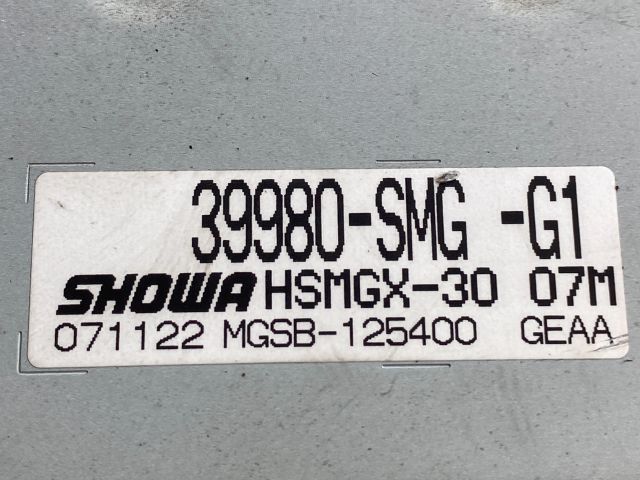 39980-SMG -G1
SHOWA HSMGX-30 07M
071122 MGSB-125400 GEAA